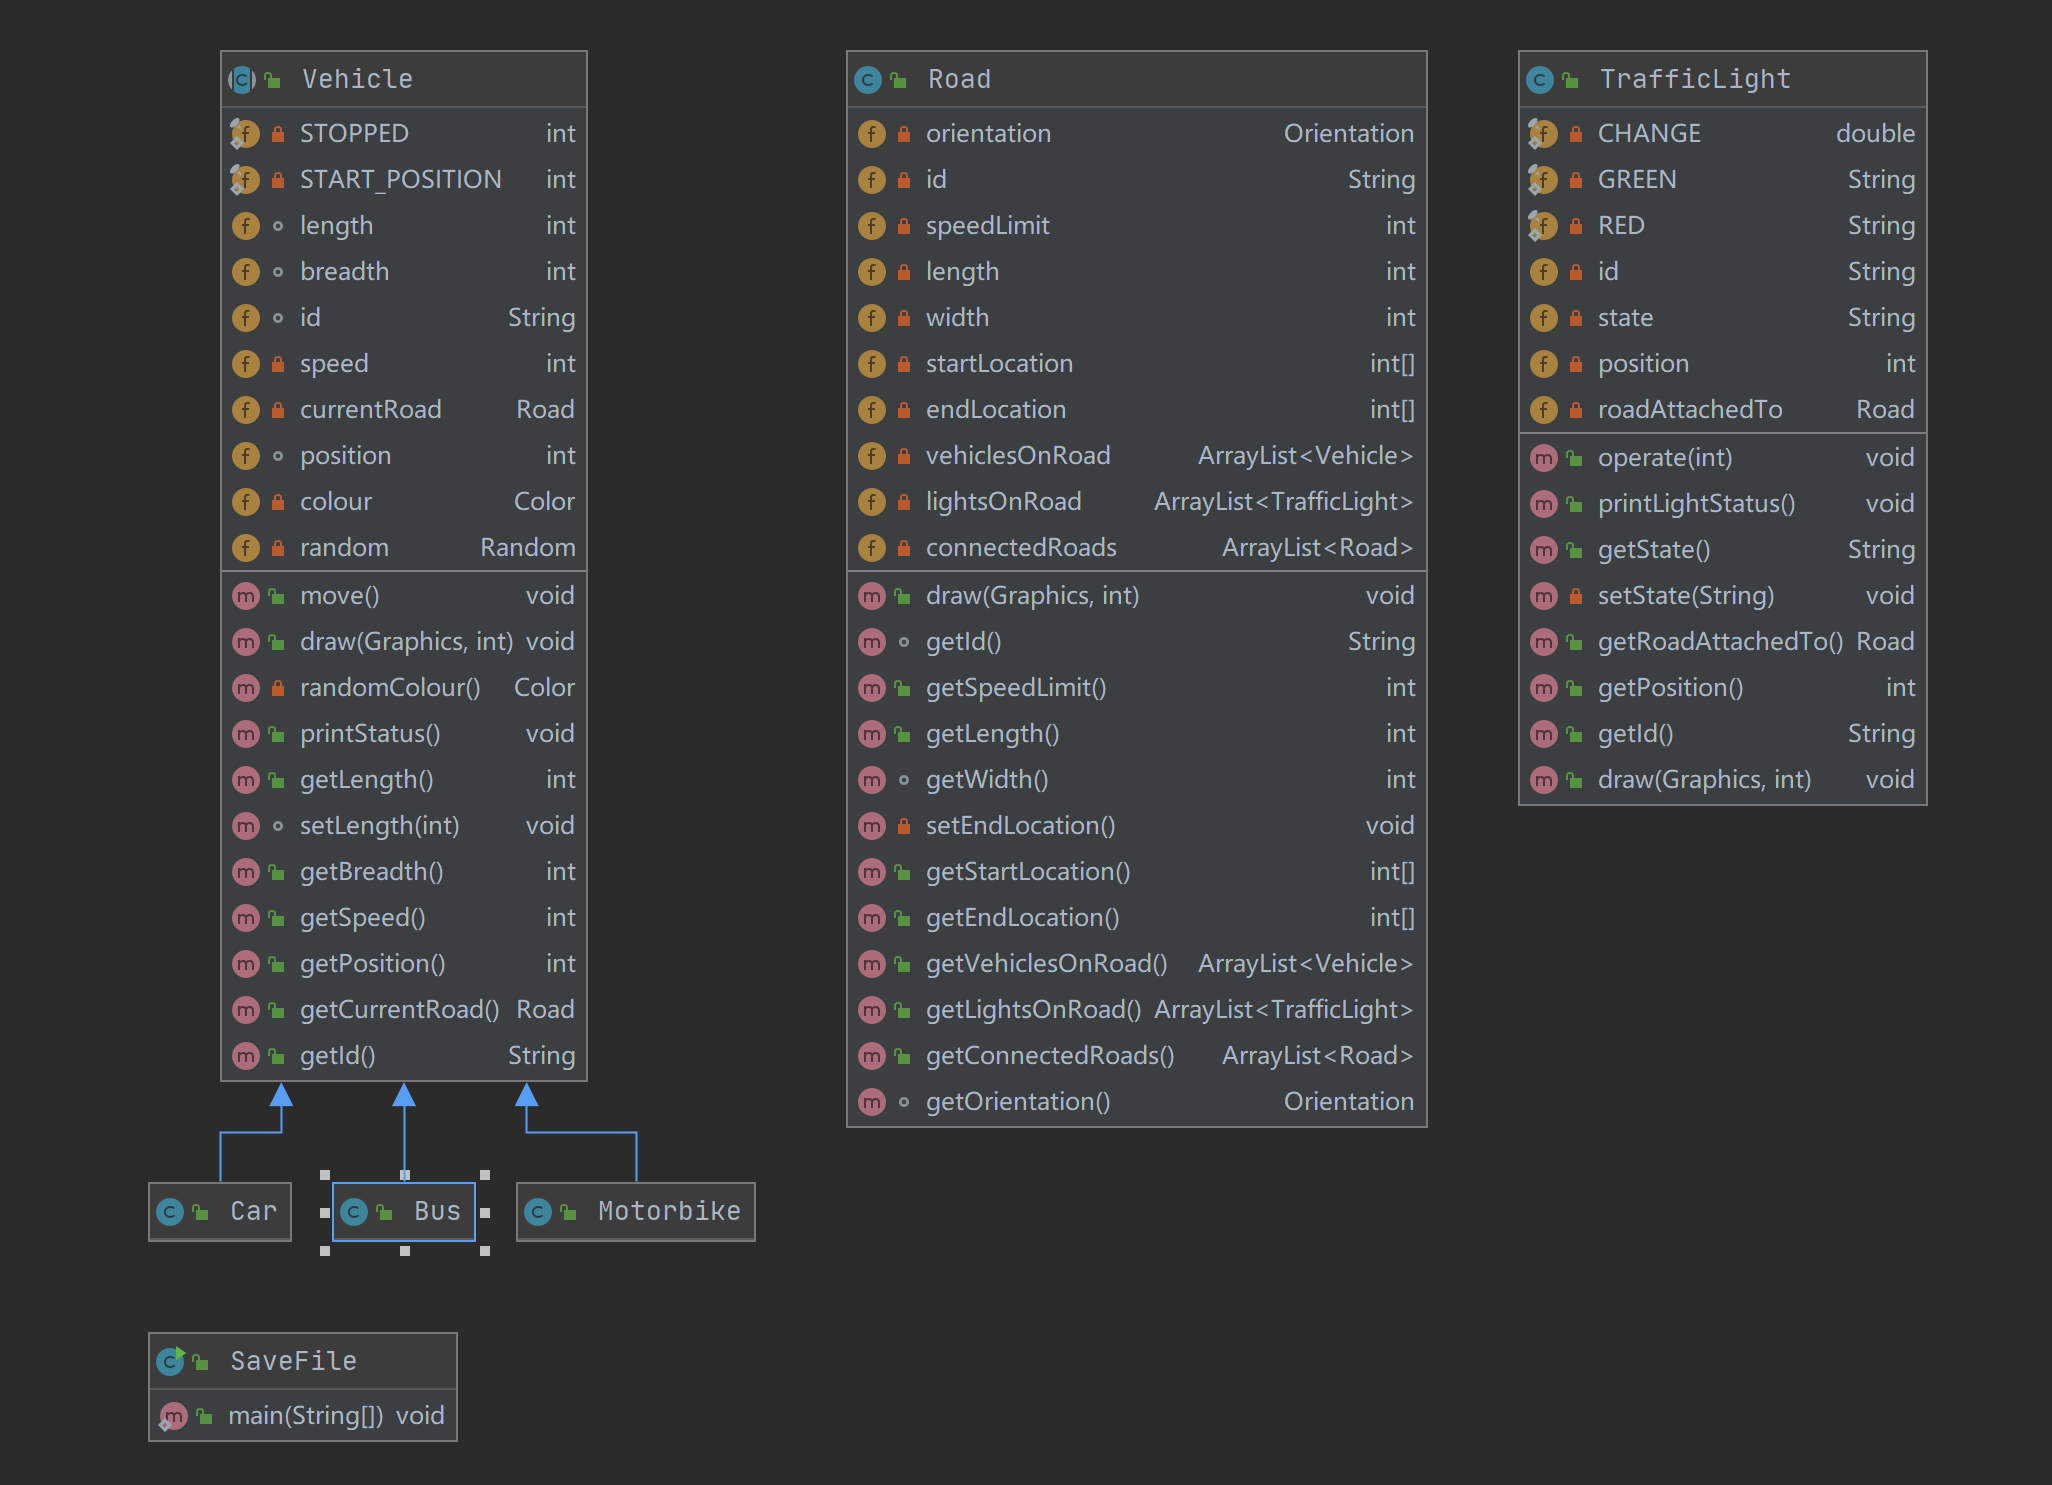 Vehicle
STOPPED int
START_POSITION int
length int
breadth int
id String
speed int
currentRoad Road
position int
colour Color
random Random
move() void
draw(Graphics, int) void
randomColour() Color
printStatus() void
getLength() int
setLength(int) void
getBreadth() int
getSpeed() int
getPosition() int
getCurrentRoad() Road
getId() String
Road
orientation Orientation
id String
speedLimit int
length int
width int
startLocation int[]
endLocation int[]
vehiclesOnRoad ArrayList<Vehicle>
lightsOnRoad ArrayList<TrafficLight>
connectedRoads ArrayList<Road>
draw(Graphics, int) void
getId() String
getSpeedLimit() int
getLength() int
getWidth() int
setEndLocation() void
getStartLocation() int[]
getEndLocation() int[]
getVehiclesOnRoad() ArrayList<Vehicle>
getLightsOnRoad() ArrayList<TrafficLight>
getConnectedRoads() ArrayList<Road>
getOrientation() Orientation
TrafficLight
CHANGE double
GREEN String
RED String
id String
state String
position int
roadAttachedTo Road
operate(int) void
printLightStatus() void
getState() String
setState(String) void
getRoadAttachedTo() Road
getPosition() int
getId() String
draw(Graphics, int) void
Car
Bus
Motorbike
SaveFile
main(String[]) void